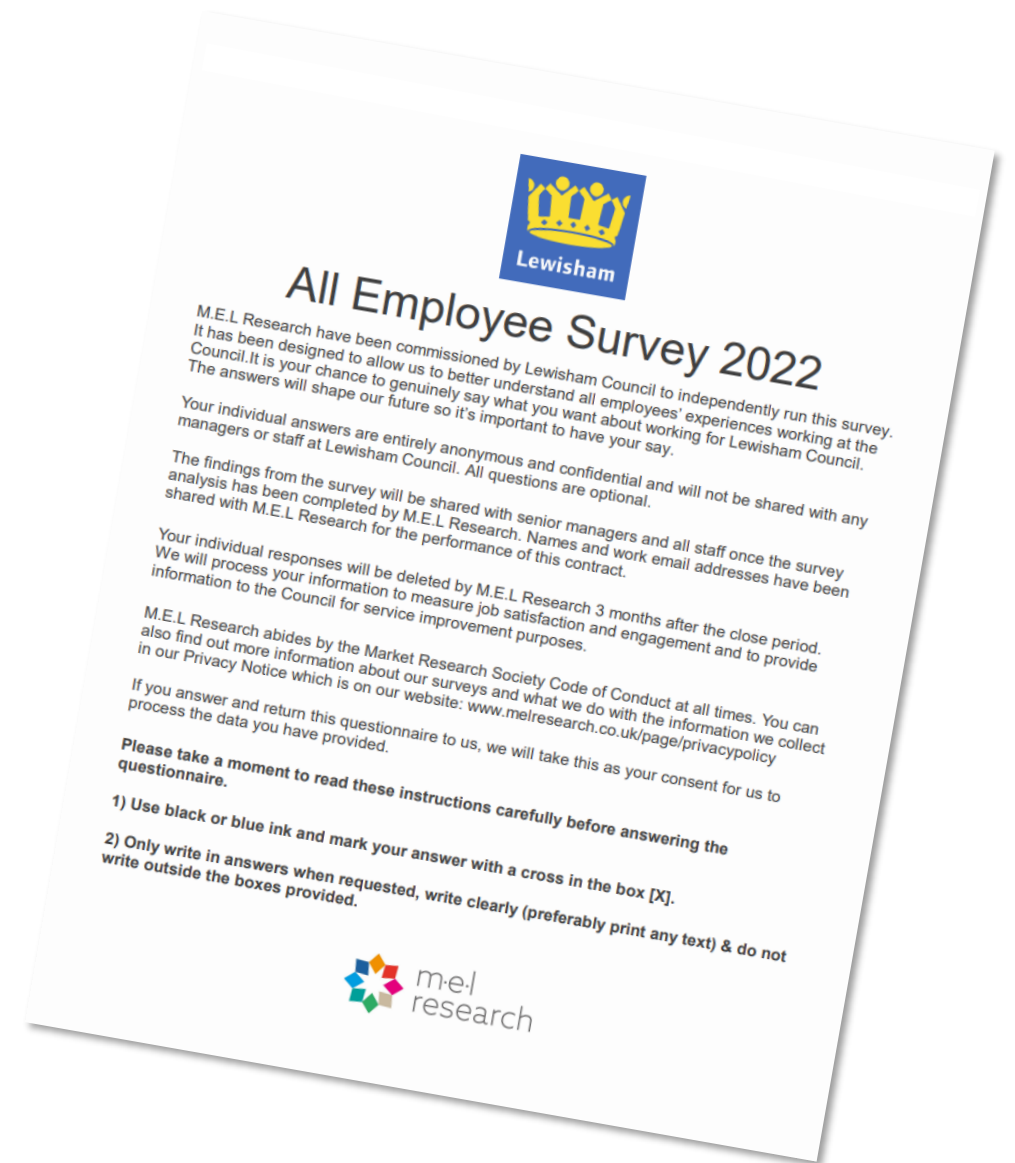 Lewisham
All Employee Survey 2022
M.E.L Research have been commissioned by Lewisham Council to independently run this survey.
It has been designed to allow us to better understand all employees' experiences working at the
Council.It is your chance to genuinely say what you want about working for Lewisham Council.
The answers will shape our future so it's important to have your say.
Your individual answers are entirely anonymous and confidential and will not be shared with any
managers or staff at Lewisham Council. All questions are optional.
The findings from the survey will be shared with senior managers and all staff once the survey
analysis has been completed by M.E.L Research. Names and work email addresses have been
shared with M.E.L Research for the performance of this contract.
Your individual responses will be deleted by M.E.L Research 3 months after the close period.
We will process your information to measure job satisfaction and engagement and to provide
information to the Council for service improvement purposes.
M.E.L Research abides by the Market Research Society Code of Conduct at all times. You can
also find out more information about our surveys and what we do with the information we collect
in our Privacy Notice which is on our website: www.melresearch.co.uk/page/privacypolicy
If you answer and return this questionnaire to us, we will take this as your consent for us to
process the data you have provided.
Please take a moment to read these instructions carefully before answering the
questionnaire.
1) Use black or blue ink and mark your answer with a cross in the box [X].
2) Only write in answers when requested, write clearly (preferably print any text) & do not
write outside the boxes provided.
m·e·l
research